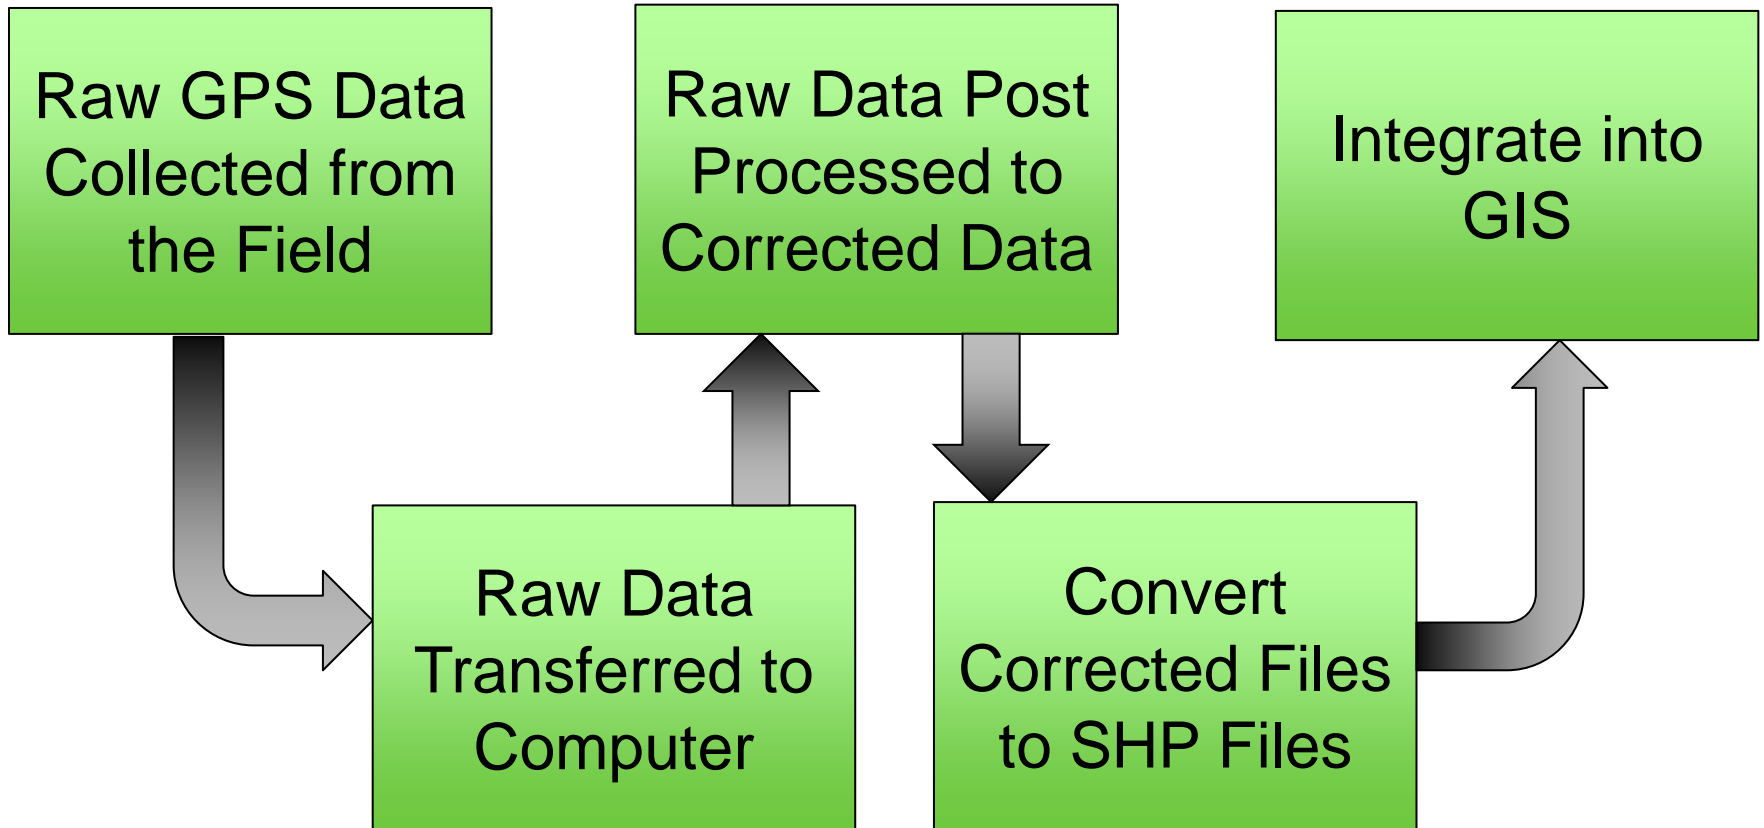 Raw GPS Data
Collected from
the Field
Raw Data
Transferred to
Computer
Raw Data Post
Processed to
Corrected Data
Convert
Corrected Files
to SHP Files
Integrate into
GIS